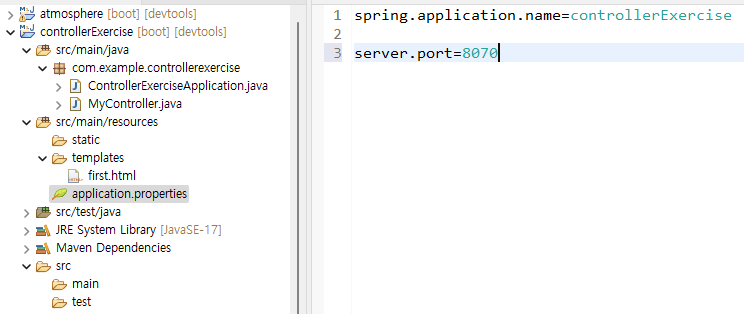 atmosphere [boot] [devtools]
controllerExercise [boot] [devtools]
src/main/java
com.example.controllerexercise
ControllerExerciseApplication.java
MyController.java
src/main/resources
static
templates
first.html
application.properties
src/test/java
JRE System Library [JavaSE-17]
Maven Dependencies
src
main
test
1 spring.application.name=controllerExercise
2
3 server.port=8070